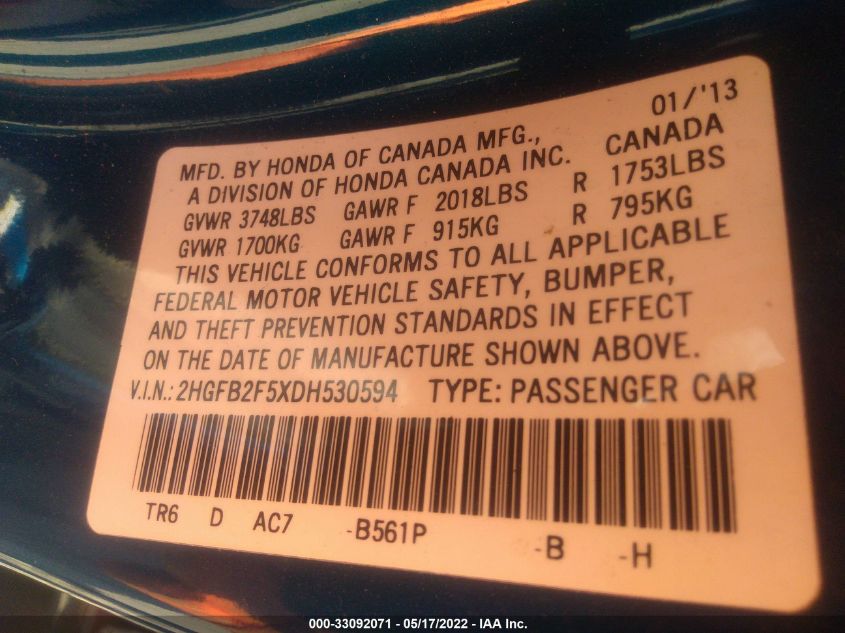 01/'13
MFD. BY HONDA OF CANADA MFG.,
A DIVISION OF HONDA CANADA INC. CANADA
GVWR 3748LBS GAWR F 2018LBS R 1753LBS
GVWR 1700KG GAWR F 915KG R 795KG
THIS VEHICLE CONFORMS TO ALL APPLICABLE
FEDERAL MOTOR VEHICLE SAFETY, BUMPER,
AND THEFT PREVENTION STANDARDS IN EFFECT
ON THE DATE OF MANUFACTURE SHOWN ABOVE.
V.I.N.: 2HGFB2F5XDH530594 TYPE: PASSENGER CAR
TR6 D AC7 -B561P -B -H
000-33092071 - 05/17/2022 - IAA Inc.